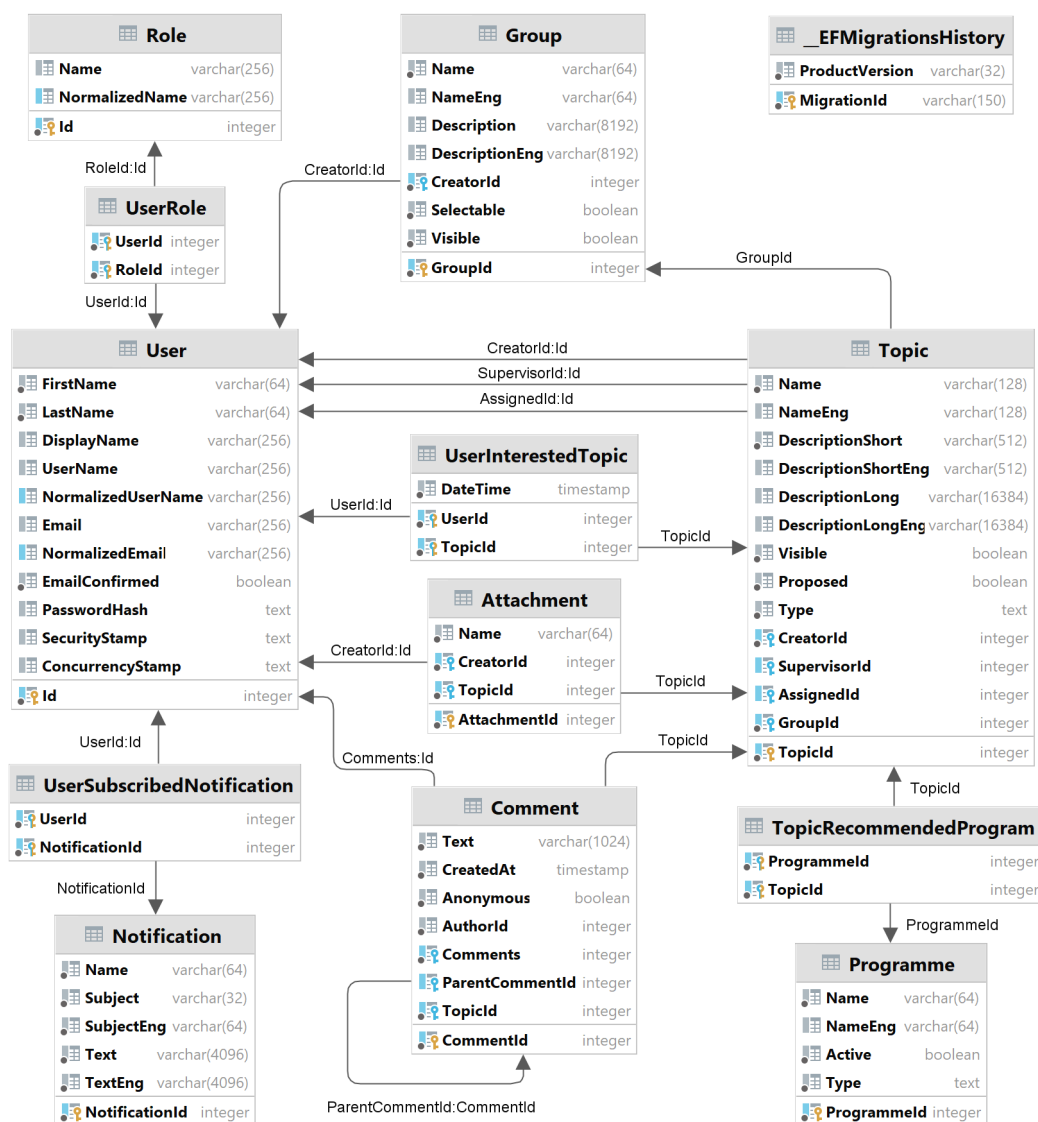 Role
Name varchar(256)
NormalizedName varchar(256)
Id integer
Group
Name varchar(64)
NameEng varchar(64)
Description varchar(8192)
DescriptionEng varchar(8192)
CreatorId integer
Selectable boolean
Visible boolean
GroupId integer
__EFMigrationsHistory
ProductVersion varchar(32)
MigrationId varchar(150)
RoleId:Id
CreatorId:Id
UserRole
UserId integer
RoleId integer
UserId:Id
GroupId
User
FirstName varchar(64)
LastName varchar(64)
DisplayName varchar(256)
UserName varchar(256)
NormalizedUserName varchar(256)
Email varchar(256)
NormalizedEmail varchar(256)
EmailConfirmed boolean
PasswordHash text
SecurityStamp text
ConcurrencyStamp text
Id integer
CreatorId:Id
SupervisorId:Id
AssignedId:Id
Topic
Name varchar(128)
NameEng varchar(128)
DescriptionShort varchar(512)
DescriptionShortEng varchar(512)
DescriptionLong varchar(16384)
DescriptionLongEng varchar(16384)
Visible boolean
Proposed boolean
Type text
CreatorId integer
SupervisorId integer
AssignedId integer
GroupId integer
TopicId integer
UserInterestedTopic
DateTime timestamp
UserId integer
TopicId integer
UserId:Id
TopicId
Attachment
Name varchar(64)
CreatorId integer
TopicId integer
AttachmentId integer
CreatorId:Id
TopicId
UserId:Id
Comments:Id
TopicId
TopicId
UserSubscribedNotification
UserId integer
NotificationId integer
NotificationId
Comment
Text varchar(1024)
CreatedAt timestamp
Anonymous boolean
AuthorId integer
Comments integer
ParentCommentId integer
TopicId integer
CommentId integer
ParentCommentId:CommentId
TopicRecommendedProgram
ProgrammeId integer
TopicId integer
ProgrammeId
Notification
Name varchar(64)
Subject varchar(32)
SubjectEng varchar(64)
Text varchar(4096)
TextEng varchar(4096)
NotificationId integer
Programme
Name varchar(64)
NameEng varchar(64)
Active boolean
Type text
ProgrammeId integer